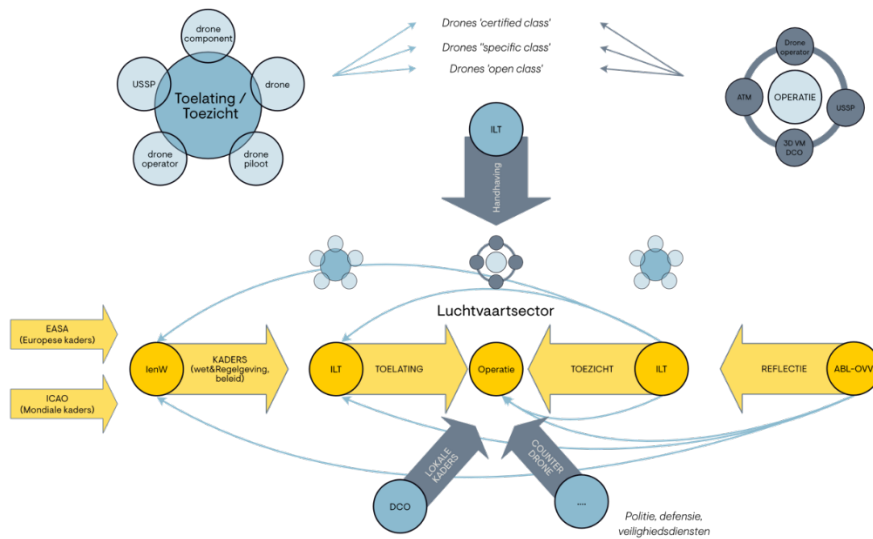 Drones 'certified class'
Drones "specific class'
Drones 'open class'
drone
component
USSP
drone
Toelating /
Toezicht
drone
operator
drone
piloot
Drone
operator
ATM
OPERATIE
USSP
3D VM
DCO
ILT
Handhaving
Luchtvaartsector
EASA
(Europese kaders)
ICAO
(Mondiale kaders)
IenW
KADERS
(wet&Regelgeving,
beleid)
ILT
TOELATING
Operatie
TOEZICHT
ILT
REFLECTIE
ABL-OVV
LOKALE
KADERS
DCO
COUNTER
DRONE
....
Politie, defensie,
veilighiedsdiensten